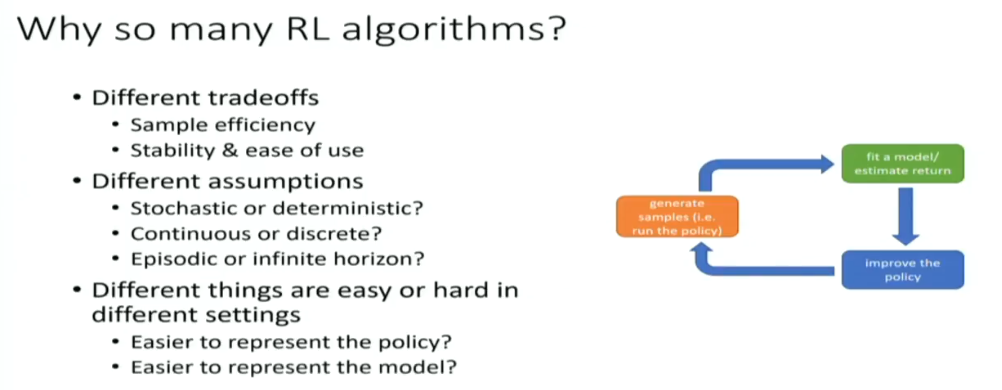 Why so many RL algorithms?
• Different tradeoffs
• Sample efficiency
• Stability & ease of use
• Different assumptions
• Stochastic or deterministic?
• Continuous or discrete?
• Episodic or infinite horizon?
• Different things are easy or hard in
different settings
• Easier to represent the policy?
• Easier to represent the model?
generate
samples (i.e.
run the policy)
fit a model/
estimate return
improve the
policy